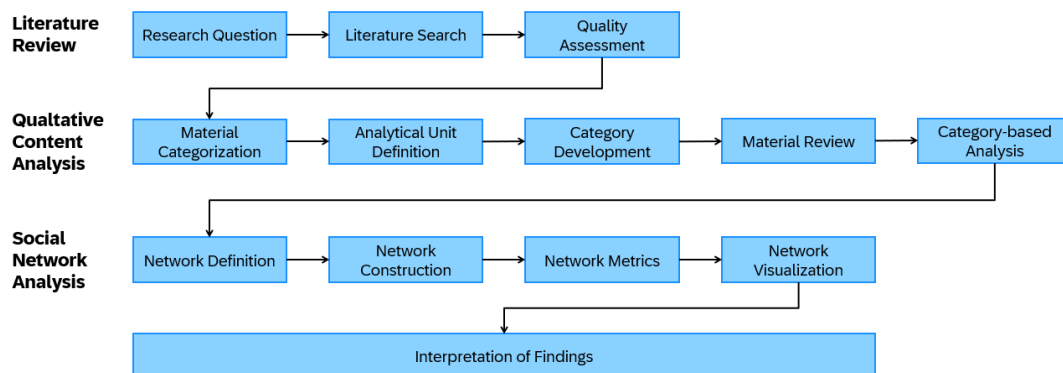 Literature
Review
Research Question
Literature Search
Quality
Assessment
Qualtative
Content
Analysis
Material
Categorization
Analytical Unit
Definition
Category
Development
Material Review
Category-based
Analysis
Social
Network
Analysis
Network Definition
Network
Construction
Network Metrics
Network
Visualization
Interpretation of Findings